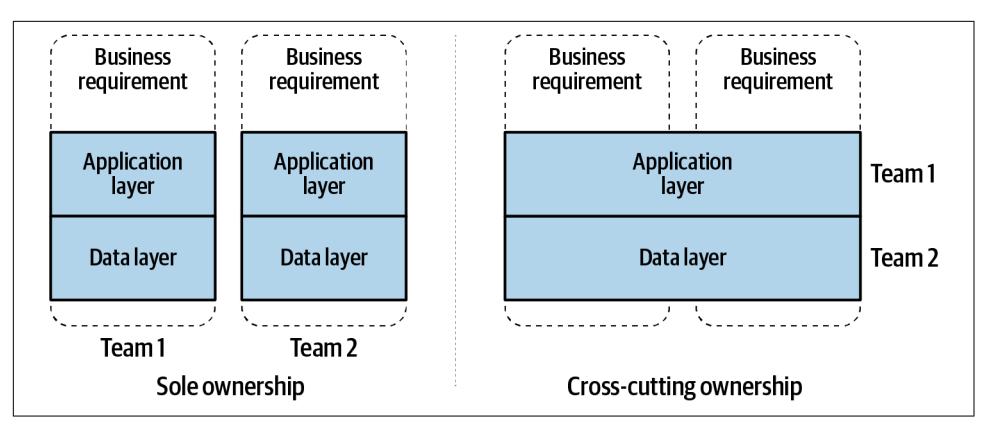 Business
requirement
Business
requirement
Application
layer
Application
layer
Data layer
Data layer
Team 1
Team 2
Sole ownership
Business
requirement
Business
requirement
Application
layer
Team 1
Data layer
Team 2
Cross-cutting ownership